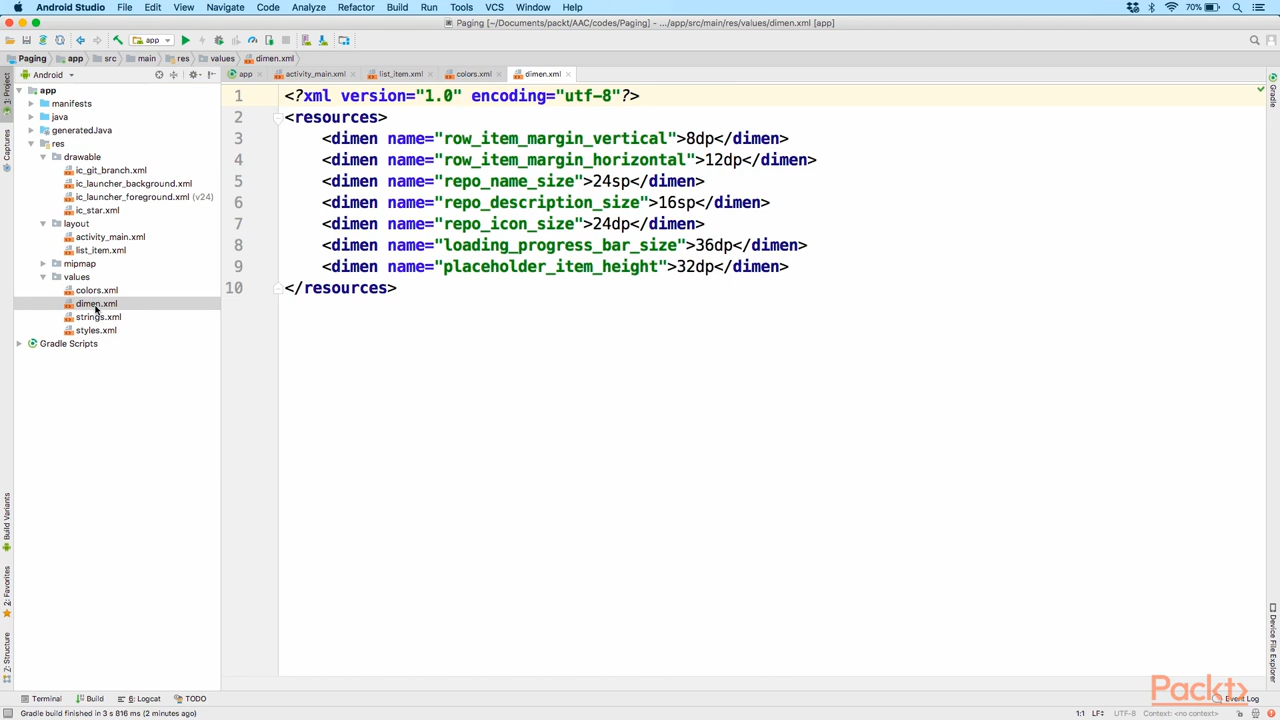 Android Studio File Edit View Navigate Code Analyze Refactor Build Run Tools VCS Window Help 70%
Paging [~/Documents/packt/AAC/codes/Paging] - .../app/src/main/res/values/dimen.xml [app]
app
Paging app src main res values dimen.xml
Android app activity_main.xml list_item.xml colors.xml dimen.xml
1: Project
Captures
Build Variants
2: Favorites
7: Structure
app
manifests
java
generatedJava
res
drawable
ic_git_branch.xml
ic_launcher_background.xml
ic_launcher_foreground.xml (v24)
ic_star.xml
layout
activity_main.xml
list_item.xml
mipmap
values
colors.xml
dimen.xml
strings.xml
styles.xml
Gradle Scripts
1 <?xml version="1.0" encoding="utf-8"?>
2 <resources>
3 <dimen name="row_item_margin_vertical">8dp</dimen>
4 <dimen name="row_item_margin_horizontal">12dp</dimen>
5 <dimen name="repo_name_size">24sp</dimen>
6 <dimen name="repo_description_size">16sp</dimen>
7 <dimen name="repo_icon_size">24dp</dimen>
8 <dimen name="loading_progress_bar_size">36dp</dimen>
9 <dimen name="placeholder_item_height">32dp</dimen>
10 </resources>
Gradle
Device File Explorer
Packt
Terminal Build 6: Logcat TODO Event Log
Gradle build finished in 3 s 816 ms (2 minutes ago) 1:1 LF UTF-8 Context: <no context>